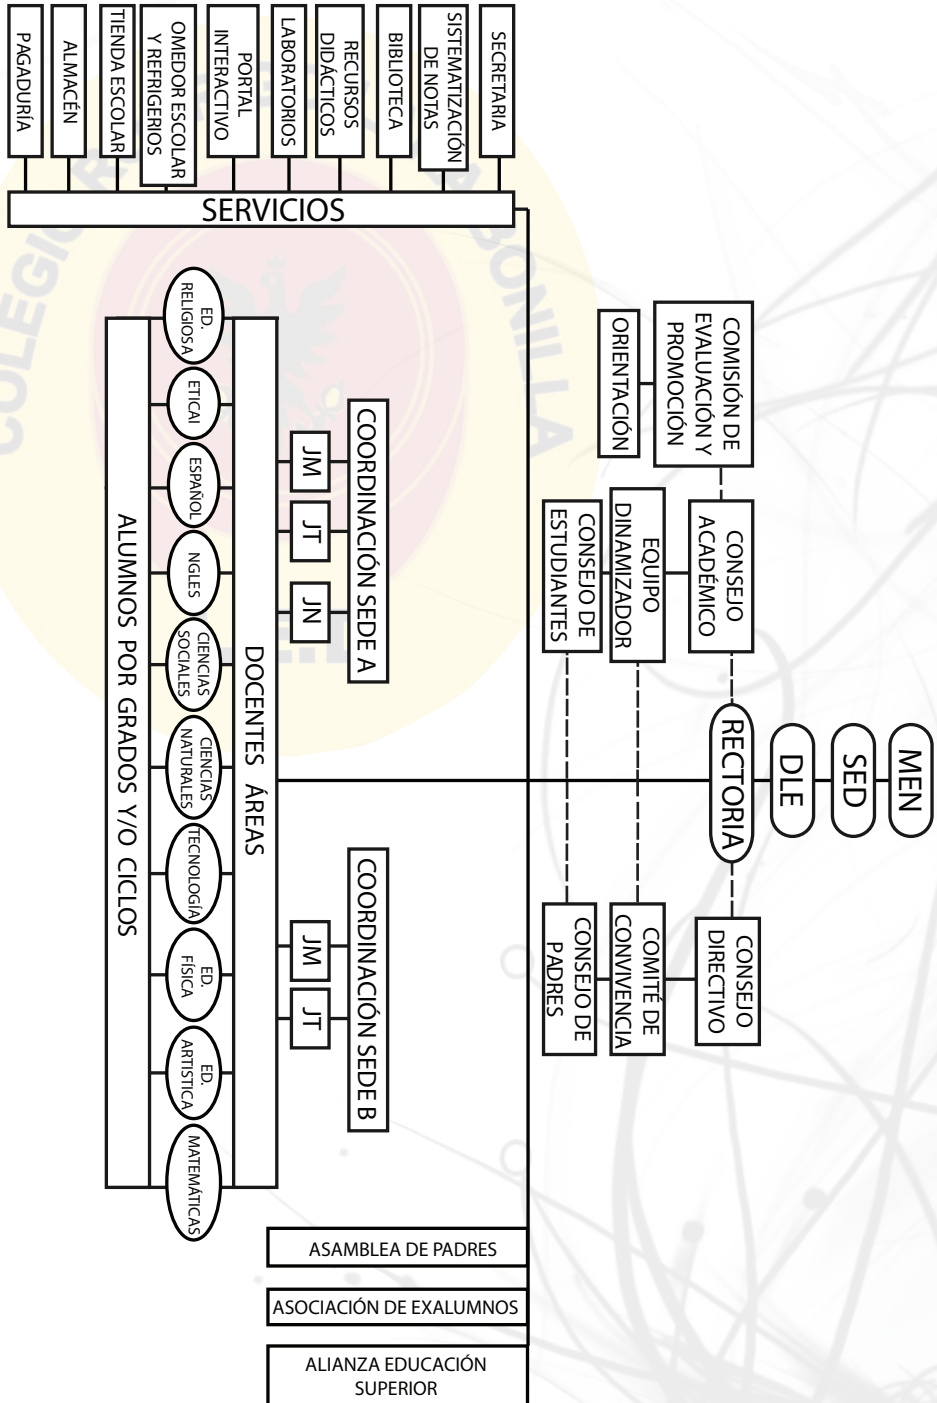 MEN
SED
DLE
RECTORIA
CONSEJO
ACADÉMICO
CONSEJO
DIRECTIVO
COMISIÓN DE
EVALUACIÓN Y
PROMOCIÓN
ORIENTACIÓN
EQUIPO
DINAMIZADOR
CONSEJO DE
ESTUDIANTES
COMITÉ DE
CONVIVENCIA
CONSEJO DE
PADRES
SECRETARIA
SISTEMATIZACIÓN
DE NOTAS
BIBLIOTECA
RECURSOS
DIDÁCTICOS
LABORATORIOS
PORTAL
INTERACTIVO
OMEDOR ESCOLAR
Y REFRIGERIOS
TIENDA ESCOLAR
ALMACÉN
PAGADURÍA
SERVICIOS
COORDINACIÓN SEDE A
JM
JT
JN
COORDINACIÓN SEDE B
JM
JT
DOCENTES ÁREAS
ED.
RELIGIOSA
ETICAI
ESPAÑOL
NGLES
CIENCIAS
SOCIALES
CIENCIAS
NATURALES
TECNOLOGÍA
ED.
FÍSICA
ED.
ARTISTICA
MATEMÁTICAS
ALUMNOS POR GRADOS Y/O CICLOS
ASAMBLEA DE PADRES
ASOCIACIÓN DE EXALUMNOS
ALIANZA EDUCACIÓN
SUPERIOR
COLEGIO
BONILLA